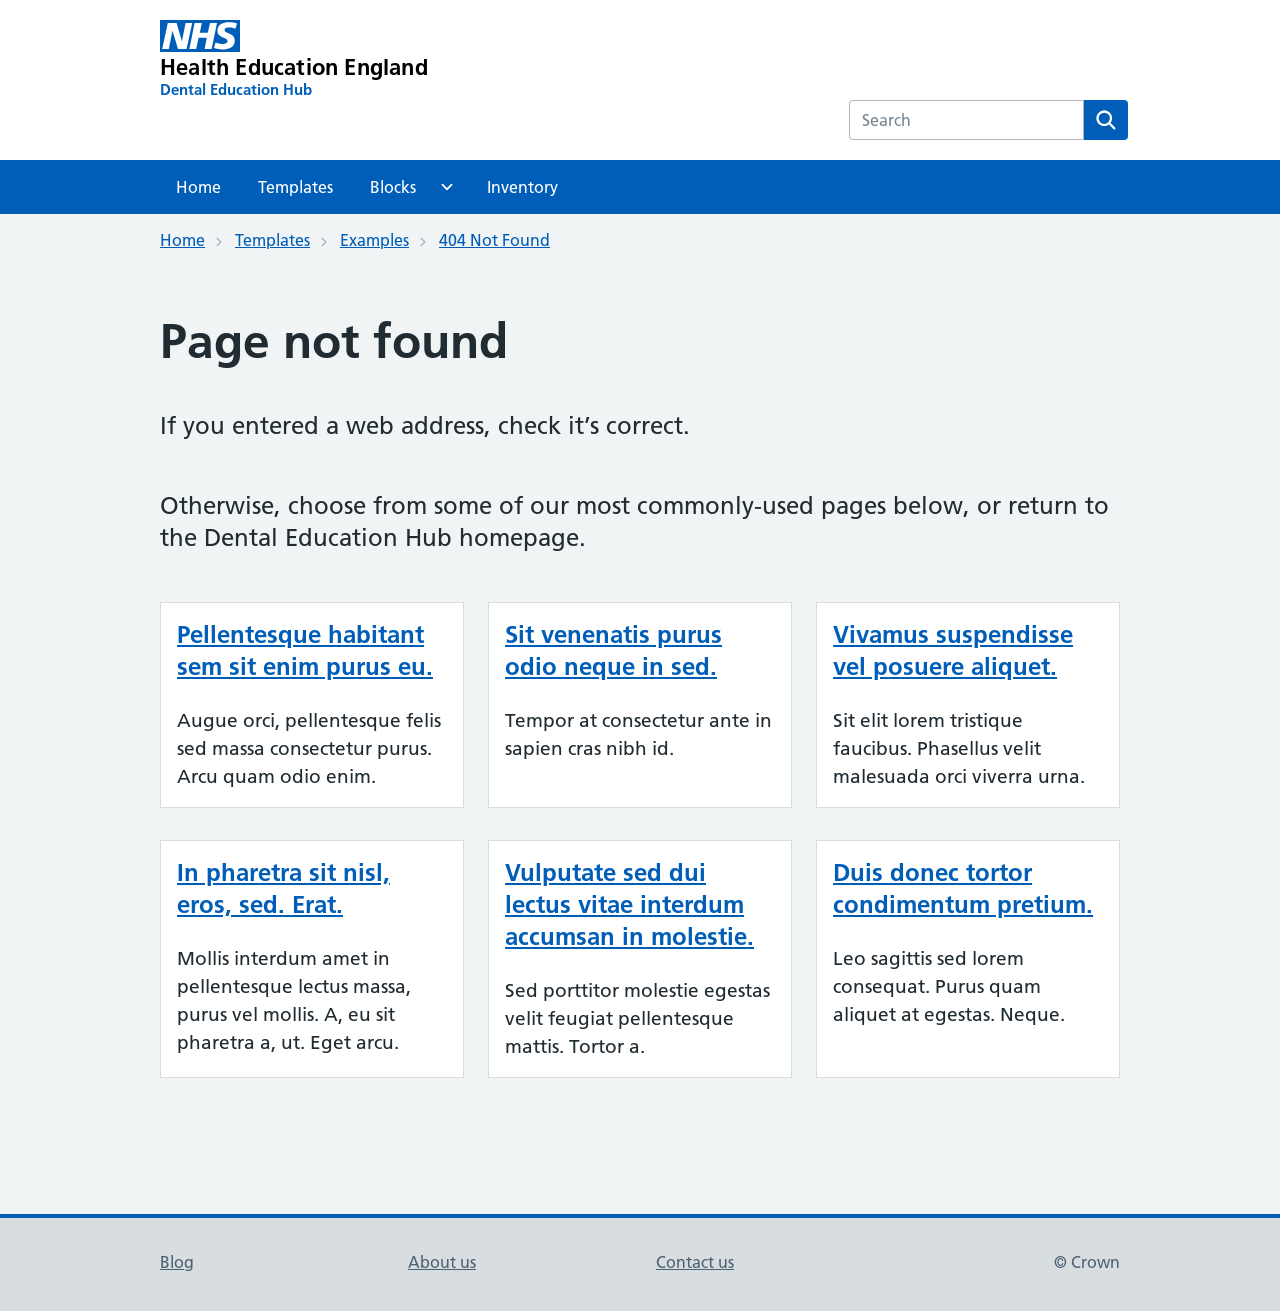 NHS
Health Education England
Dental Education Hub
Search
Home Templates Blocks Inventory
Home Templates Examples 404 Not Found
Page not found
If you entered a web address, check it’s correct.
Otherwise, choose from some of our most commonly-used pages below, or return to
the Dental Education Hub homepage.
Pellentesque habitant
sem sit enim purus eu.
Augue orci, pellentesque felis
sed massa consectetur purus.
Arcu quam odio enim.
Sit venenatis purus
odio neque in sed.
Tempor at consectetur ante in
sapien cras nibh id.
Vivamus suspendisse
vel posuere aliquet.
Sit elit lorem tristique
faucibus. Phasellus velit
malesuada orci viverra urna.
In pharetra sit nisl,
eros, sed. Erat.
Mollis interdum amet in
pellentesque lectus massa,
purus vel mollis. A, eu sit
pharetra a, ut. Eget arcu.
Vulputate sed dui
lectus vitae interdum
accumsan in molestie.
Sed porttitor molestie egestas
velit feugiat pellentesque
mattis. Tortor a.
Duis donec tortor
condimentum pretium.
Leo sagittis sed lorem
consequat. Purus quam
aliquet at egestas. Neque.
Blog About us Contact us © Crown